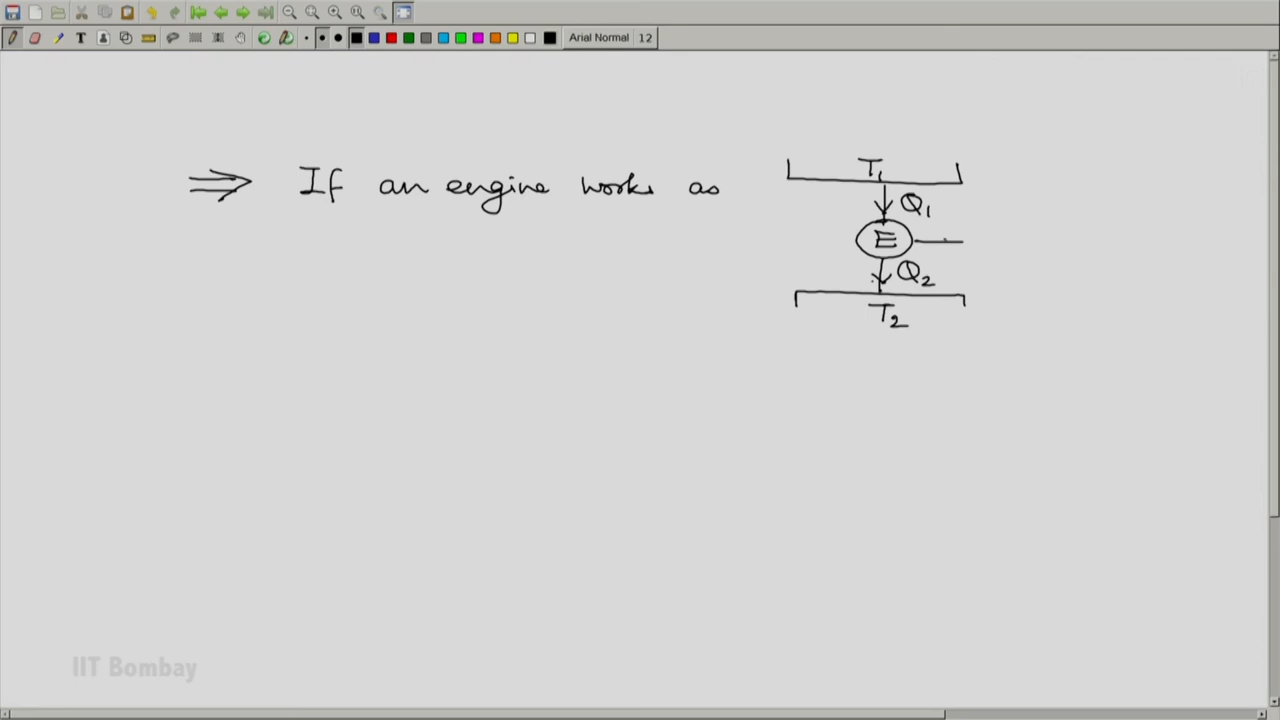 Arial Normal 12
⇒ If an engine works as
T₁
Q₁
E
Q₂
T₂
IIT Bombay